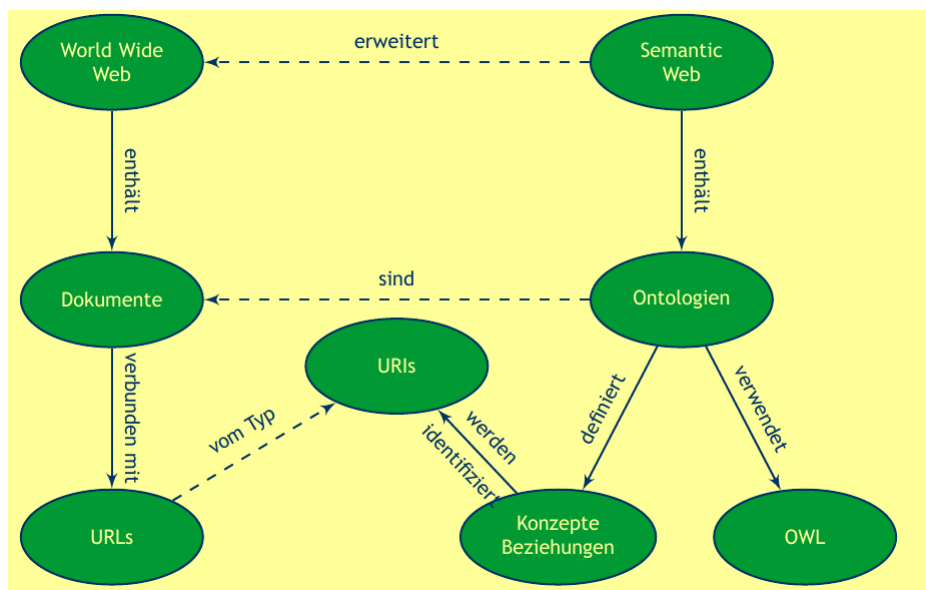 World Wide
Web
erweitert
Semantic
Web
enthält
enthält
Dokumente
sind
Ontologien
URIs
verbunden mit
vom Typ
werden
identifiziert
definiert
verwendet
URLs
Konzepte
Beziehungen
OWL